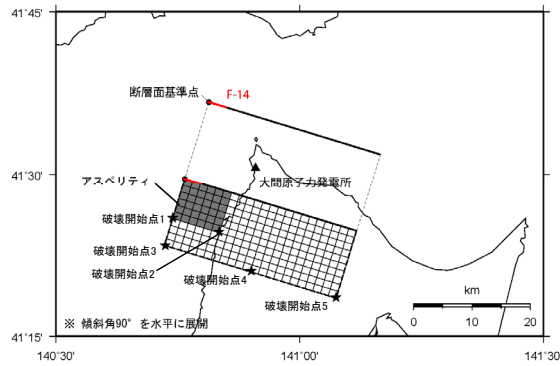 41°45'
断層面基準点
F-14
41°30'
大間原子力発電所
アスペリティ
破壊開始点1
破壊開始点3
破壊開始点2
破壊開始点4
破壊開始点5
km
0 10 20
※ 傾斜角90° を水平に展開
41°15'
140°30' 141°00' 141°30'